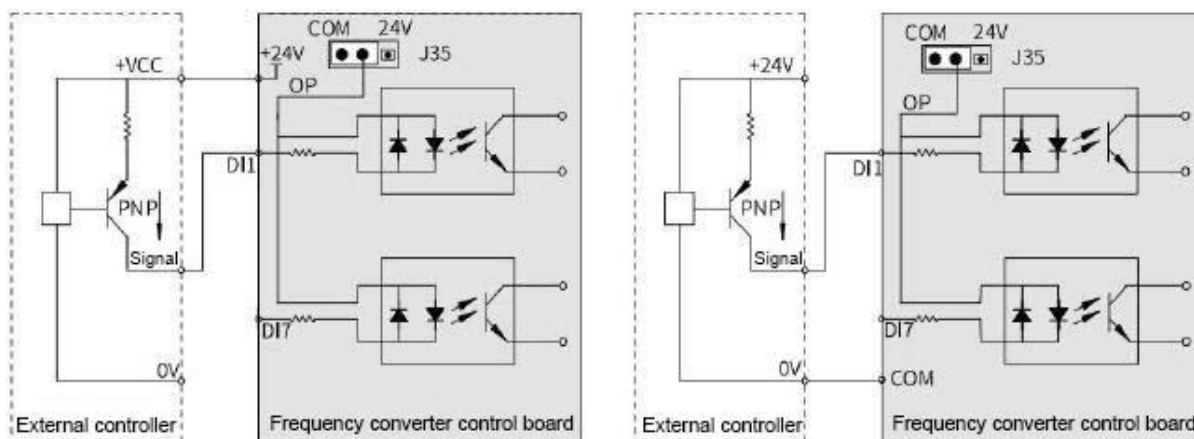 COM 24V
+24V
J35
+VCC
OP
DI1
PNP
Signal
DI7
0V
External controller
Frequency converter control board
COM 24V
J35
+24V
OP
DI1
PNP
Signal
DI7
0V
COM
External controller
Frequency converter control board